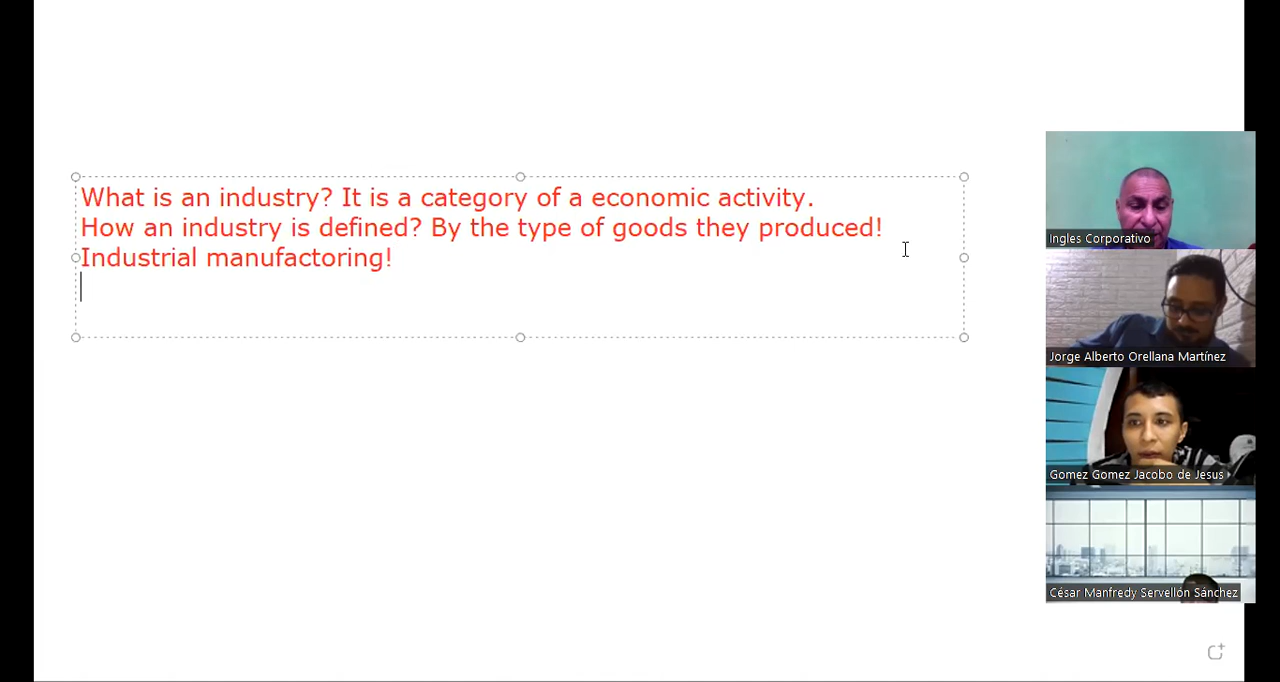 What is an industry? It is a category of a economic activity.
How an industry is defined? By the type of goods they produced!
Industrial manufactoring!
Ingles Corporativo
Jorge Alberto Orellana Martínez
Gomez Gomez Jacobo de Jesus
César Manfredy Servellón Sánchez